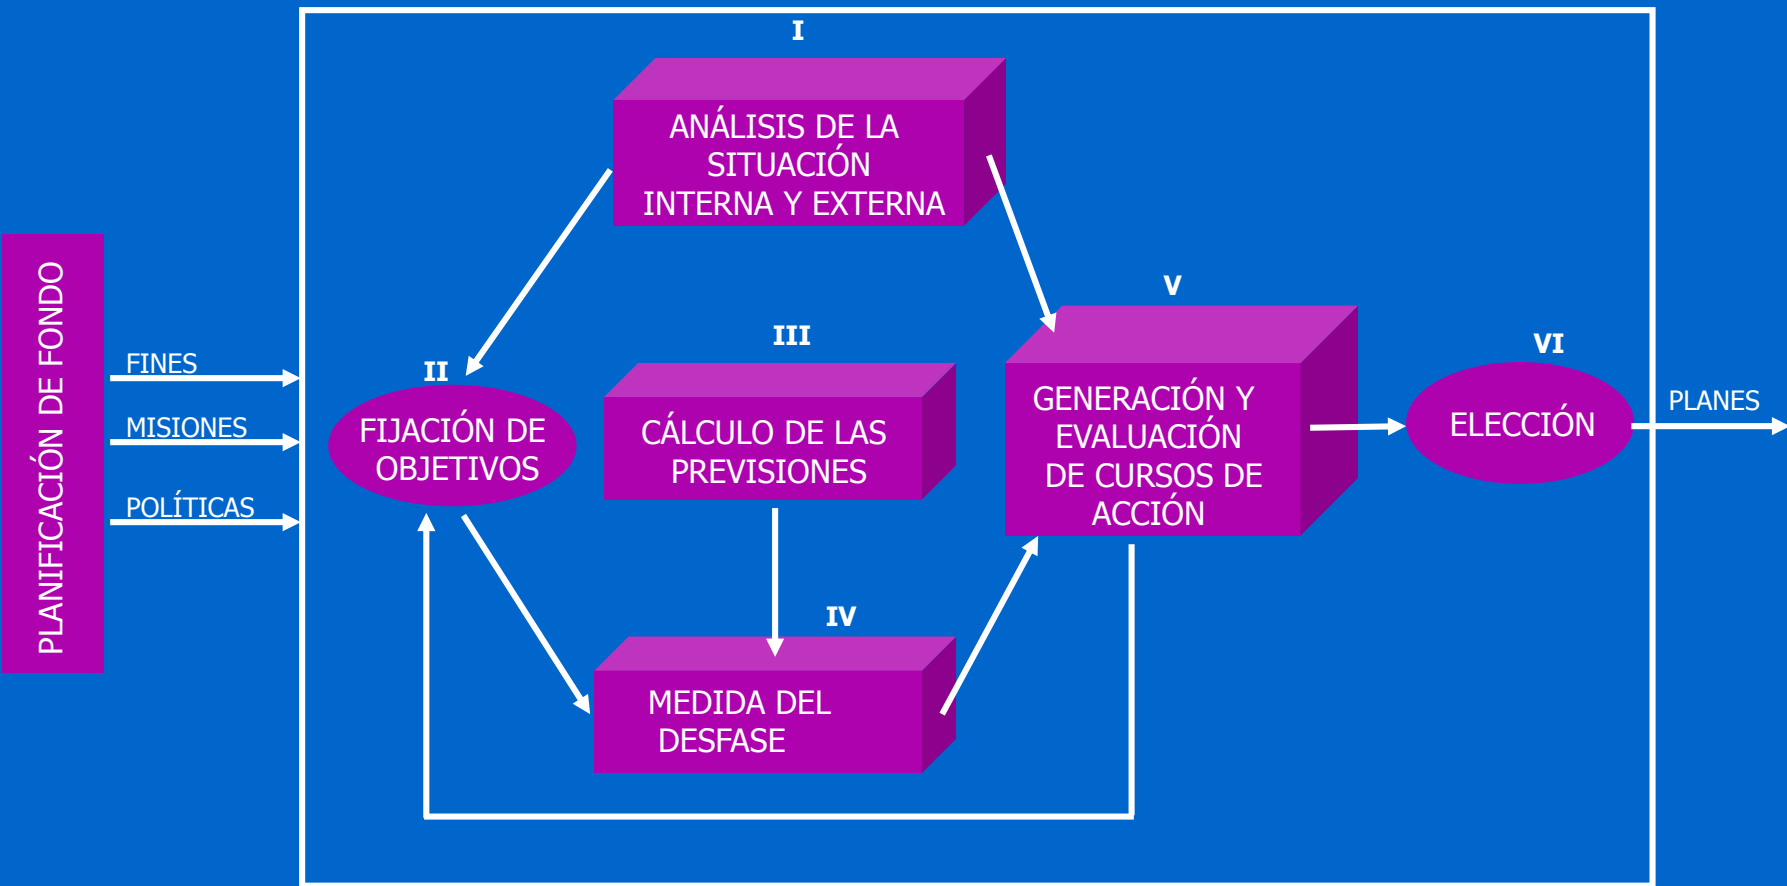 PLANIFICACIÓN DE FONDO
FINES
MISIONES
POLÍTICAS
I
ANÁLISIS DE LA
SITUACIÓN
INTERNA Y EXTERNA
II
FIJACIÓN DE
OBJETIVOS
III
CÁLCULO DE LAS
PREVISIONES
IV
MEDIDA DEL
DESFASE
V
GENERACIÓN Y
EVALUACIÓN
DE CURSOS DE
ACCIÓN
VI
ELECCIÓN
PLANES